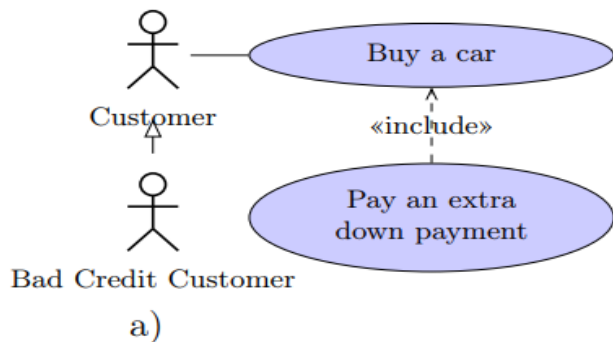 Buy a car
Customer
«include»
Pay an extra
down payment
Bad Credit Customer
a)